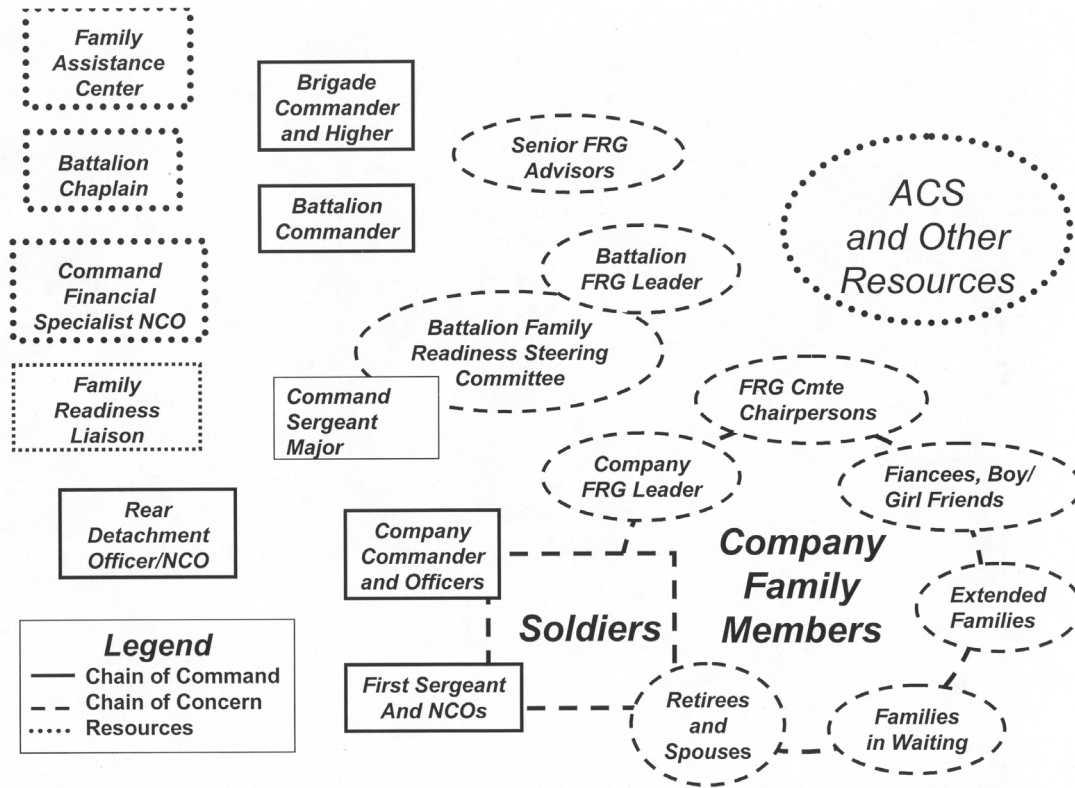 Family
Assistance
Center
Battalion
Chaplain
Command
Financial
Specialist NCO
Family
Readiness
Liaison
Rear
Detachment
Officer/NCO
Brigade
Commander
and Higher
Battalion
Commander
Senior FRG
Advisors
Battalion
FRG Leader
Battalion Family
Readiness Steering
Committee
Command
Sergeant
Major
ACS
and Other
Resources
FRG Cmte
Chairpersons
Company
FRG Leader
Fiancees, Boy/
Girl Friends
Company
Commander
and Officers
Company
Family
Members
Soldiers
Extended
Families
First Sergeant
And NCOs
Retirees
and
Spouses
Families
in Waiting
Legend
Chain of Command
Chain of Concern
Resources